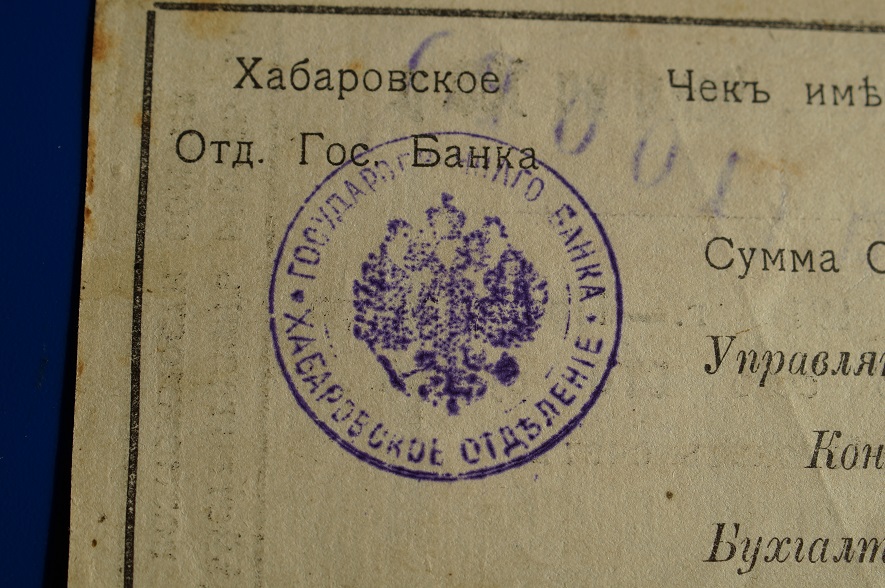 Хабаровское
Отд. Гос. Банка
Чекъ имѣ
Сумма С
Управля
Кон
Бухгалт
ГОСУДАРСТВЕННАГО БАНКА
ХАБАРОВСКОЕ ОТДѢЛЕНІЕ